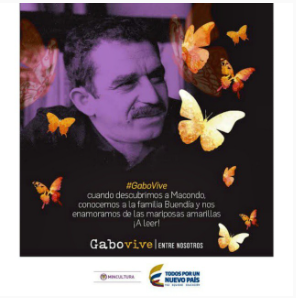 #GaboVive
cuando descubrimos a Macondo,
conocemos a la familia Buendía y nos
enamoramos de las mariposas amarillas
¡A leer!
Gabovive | ENTRE NOSOTROS
MINCULTURA
TODOS POR UN
NUEVO PAÍS